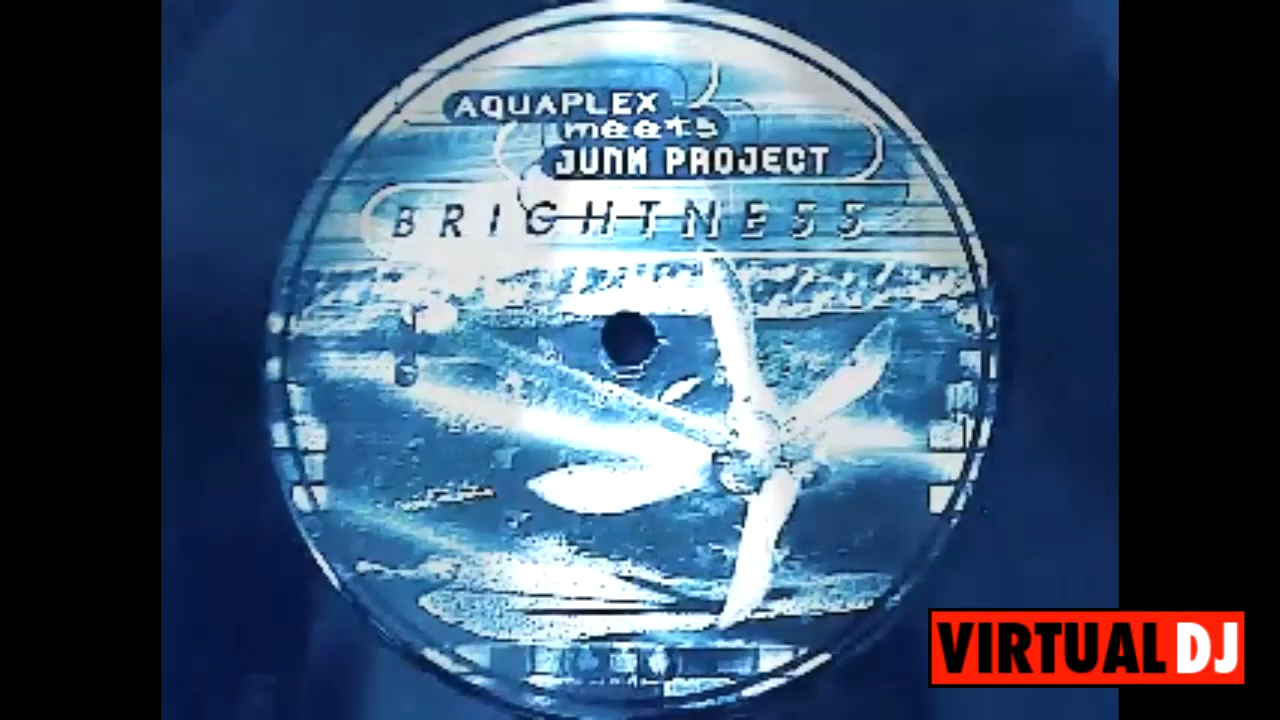 AQUAPLEX
meets
JUNK PROJECT
BRIGHTNESS
VIRTUAL DJ